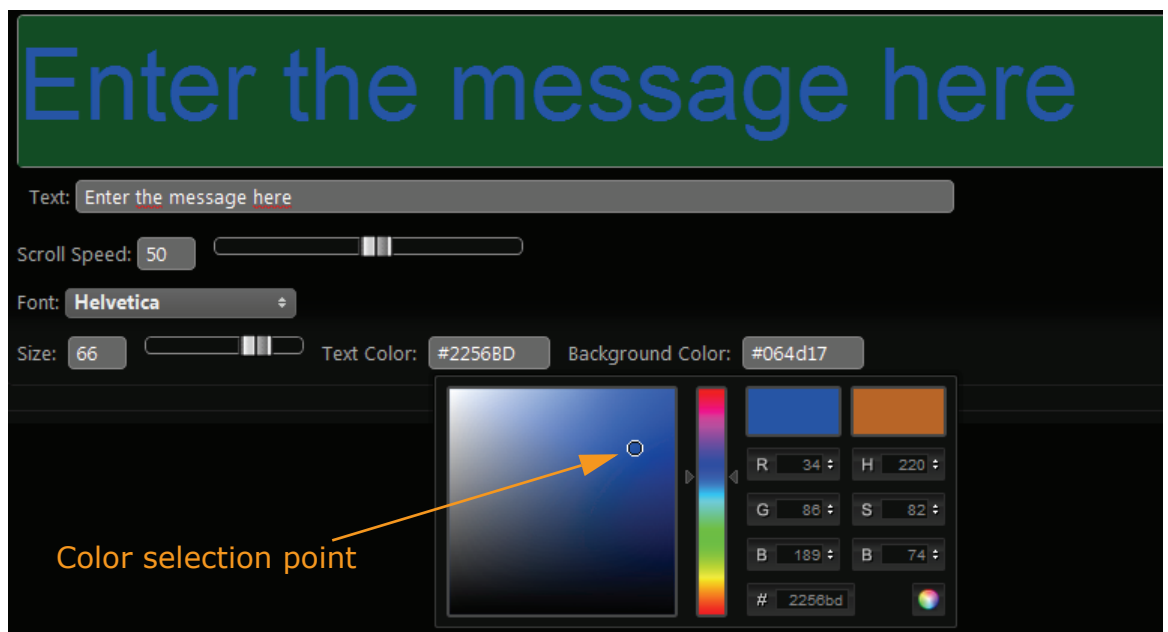 Enter the message here
Text: Enter the message here
Scroll Speed: 50
Font: Helvetica
Size: 66 Text Color: #2256BD Background Color: #064d17
R 34 H 220
G 86 S 82
B 189 B 74
# 2256bd
Color selection point